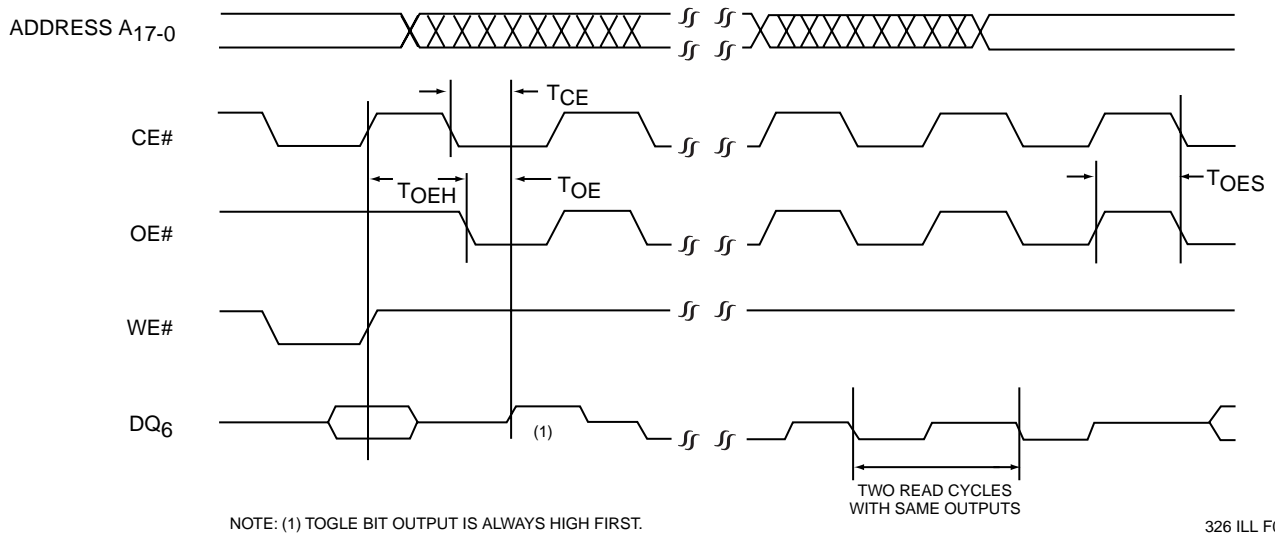 ADDRESS A17-0
TCE
CE#
TOEH
TOE
TOES
OE#
WE#
DQ6
(1)
TWO READ CYCLES
WITH SAME OUTPUTS
NOTE: (1) TOGLE BIT OUTPUT IS ALWAYS HIGH FIRST.
326 ILL